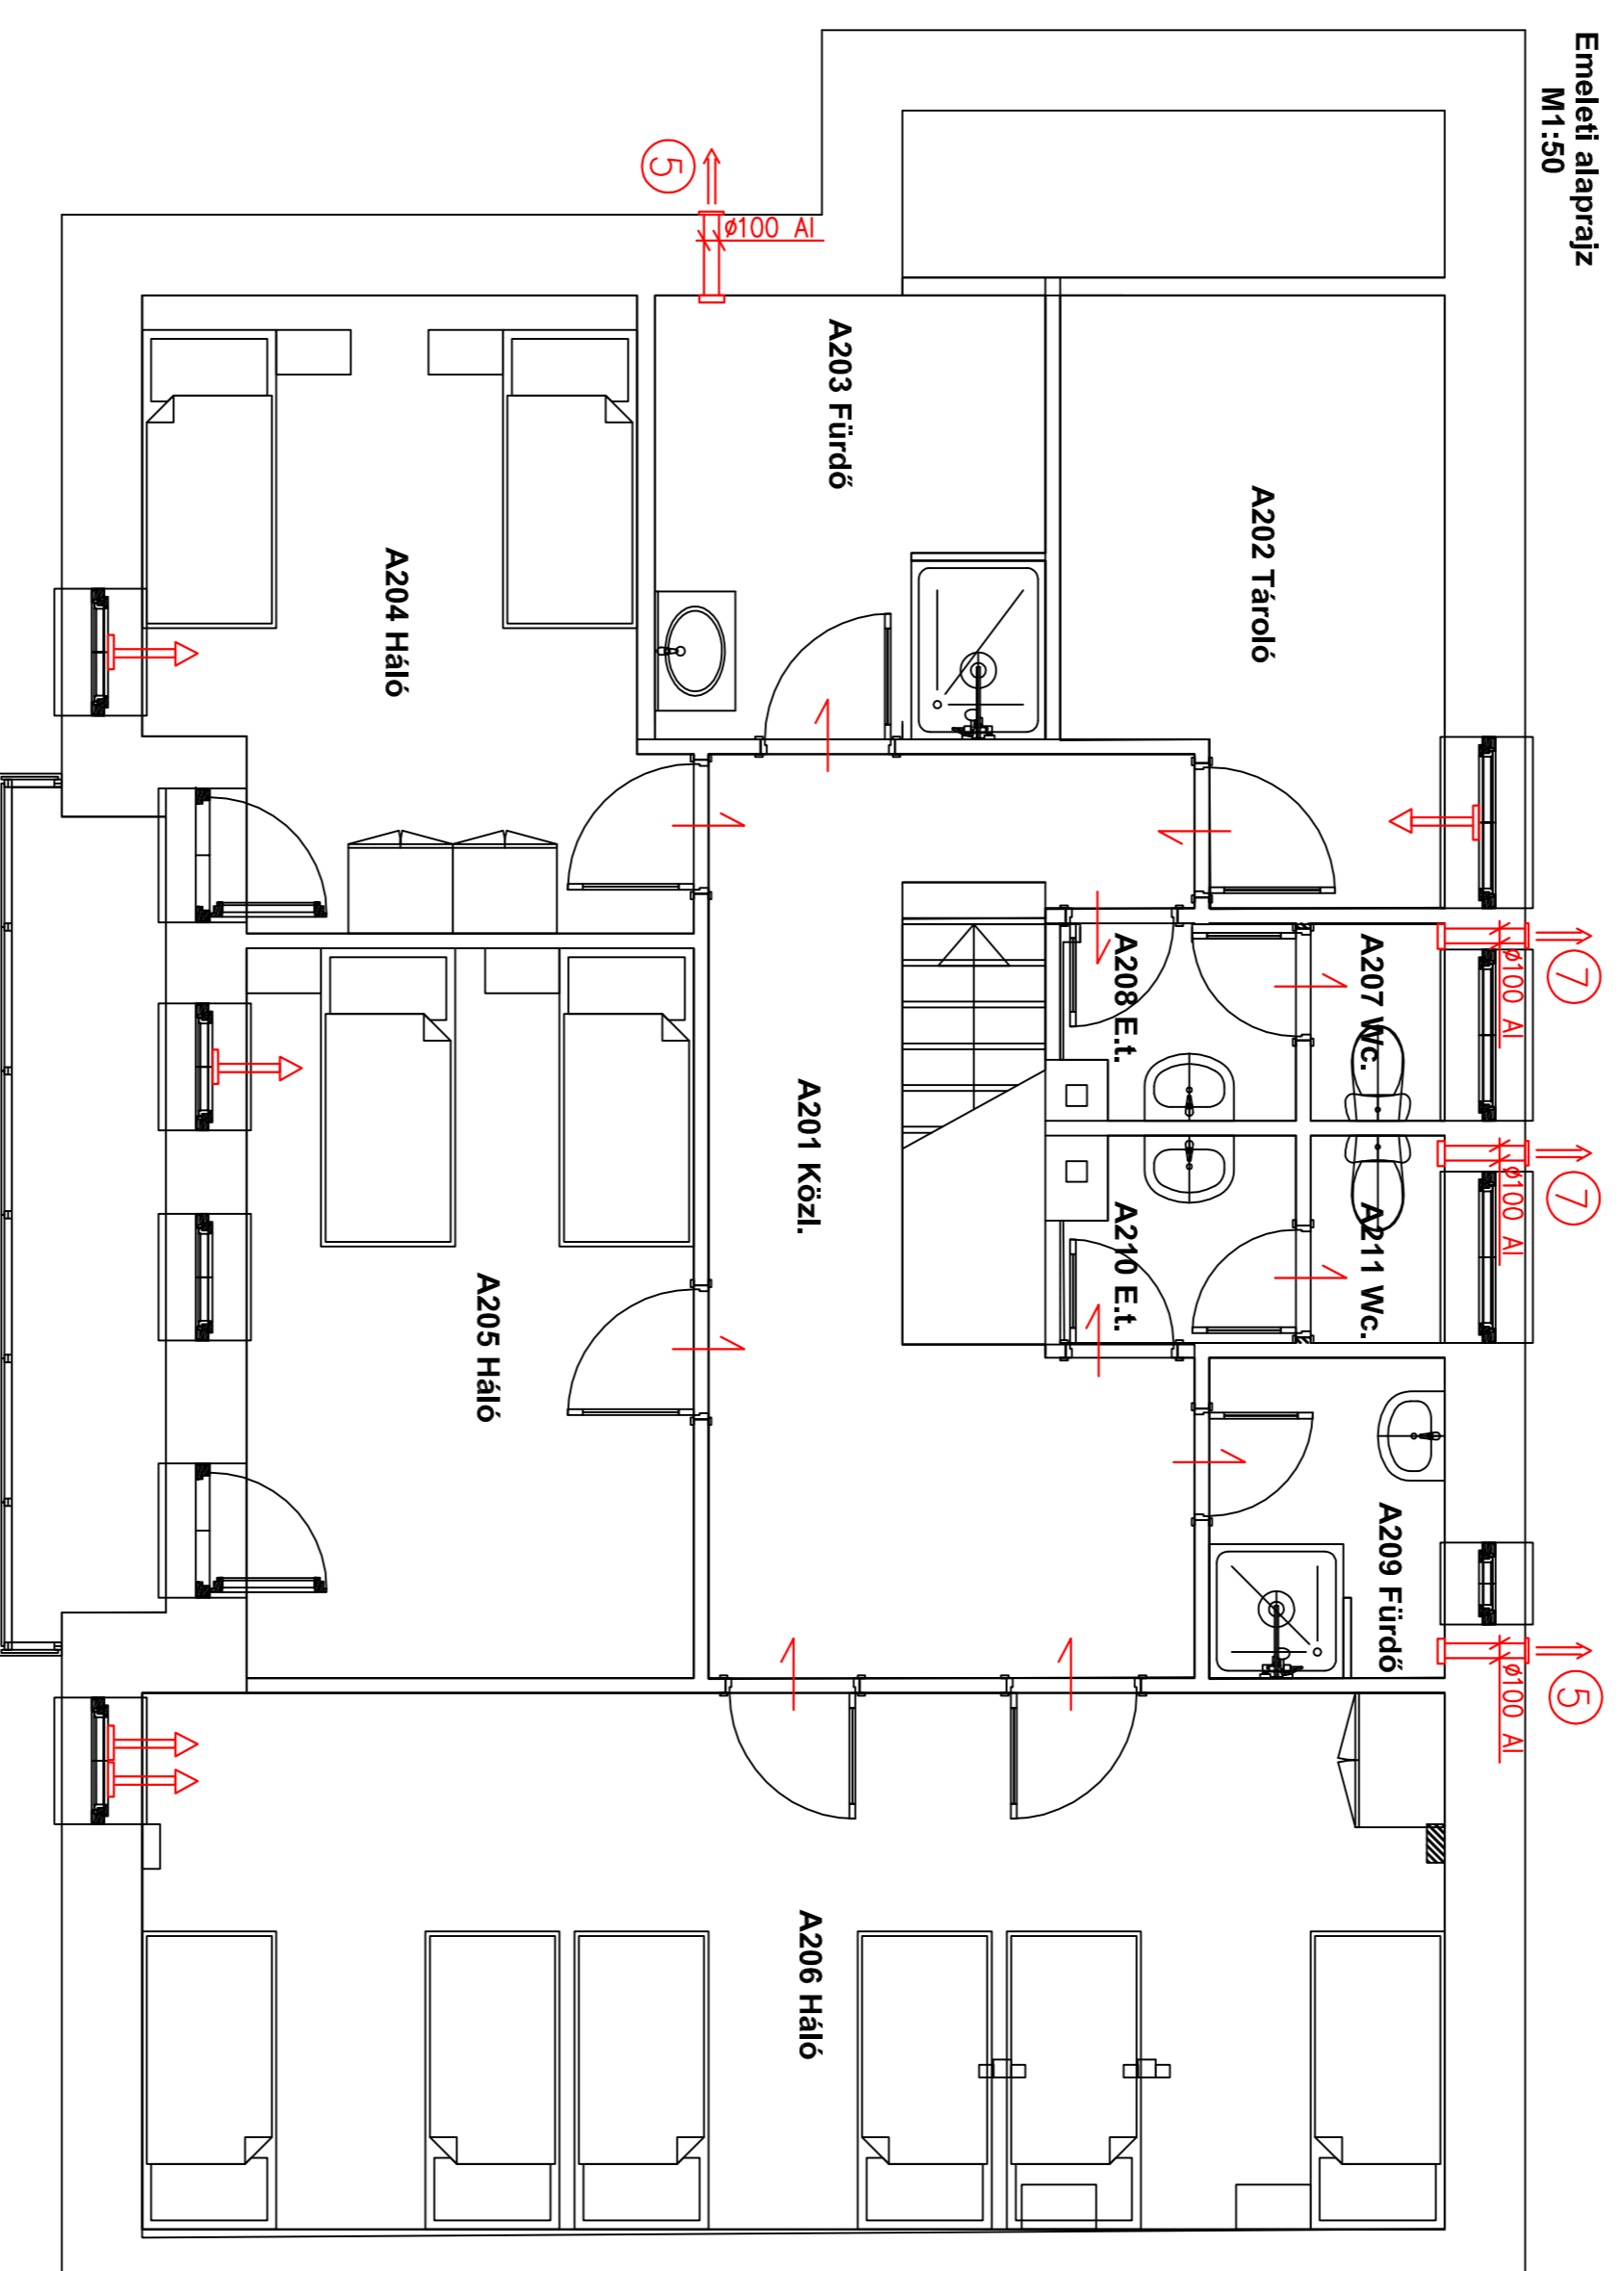 Emeleti alaprajz
M1:50
A202 Tároló
A203 Fürdő
A204 Háló
5
ø100 Al
A207 Wc.
A208 E.t.
7
ø100 Al
A201 Közl.
A205 Háló
A210 E.t.
A211 Wc.
7
ø100 Al
A209 Fürdő
5
ø100 Al
A206 Háló